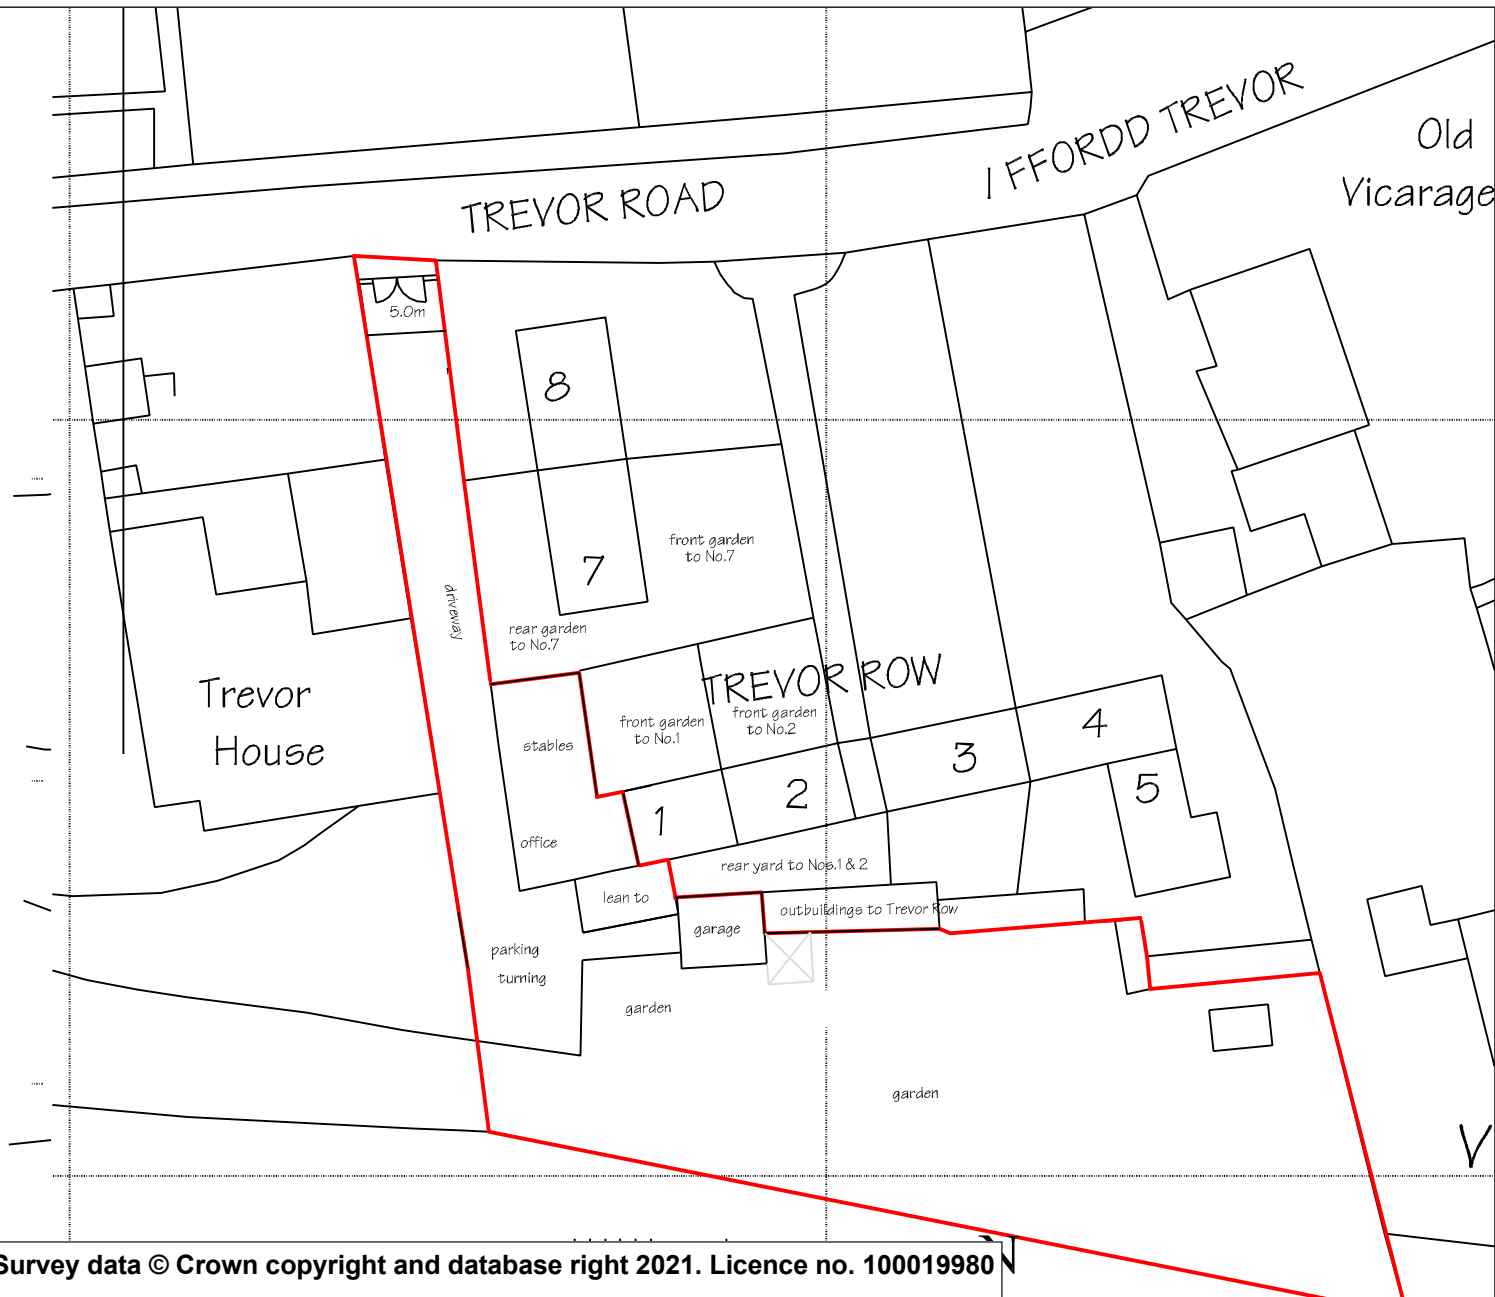 I FFORDD TREVOR
TREVOR ROAD
Old
Vicarage
5.0m
8
7
front garden
to No.7
driveway
rear garden
to No.7
TREVOR ROW
Trevor
House
front garden
to No.1
front garden
to No.2
stables
1
2
3
4
5
office
rear yard to Nos.1 & 2
lean to
outbuildings to Trevor Row
garage
parking
turning
garden
garden
V
Survey data © Crown copyright and database right 2021. Licence no. 100019980
N